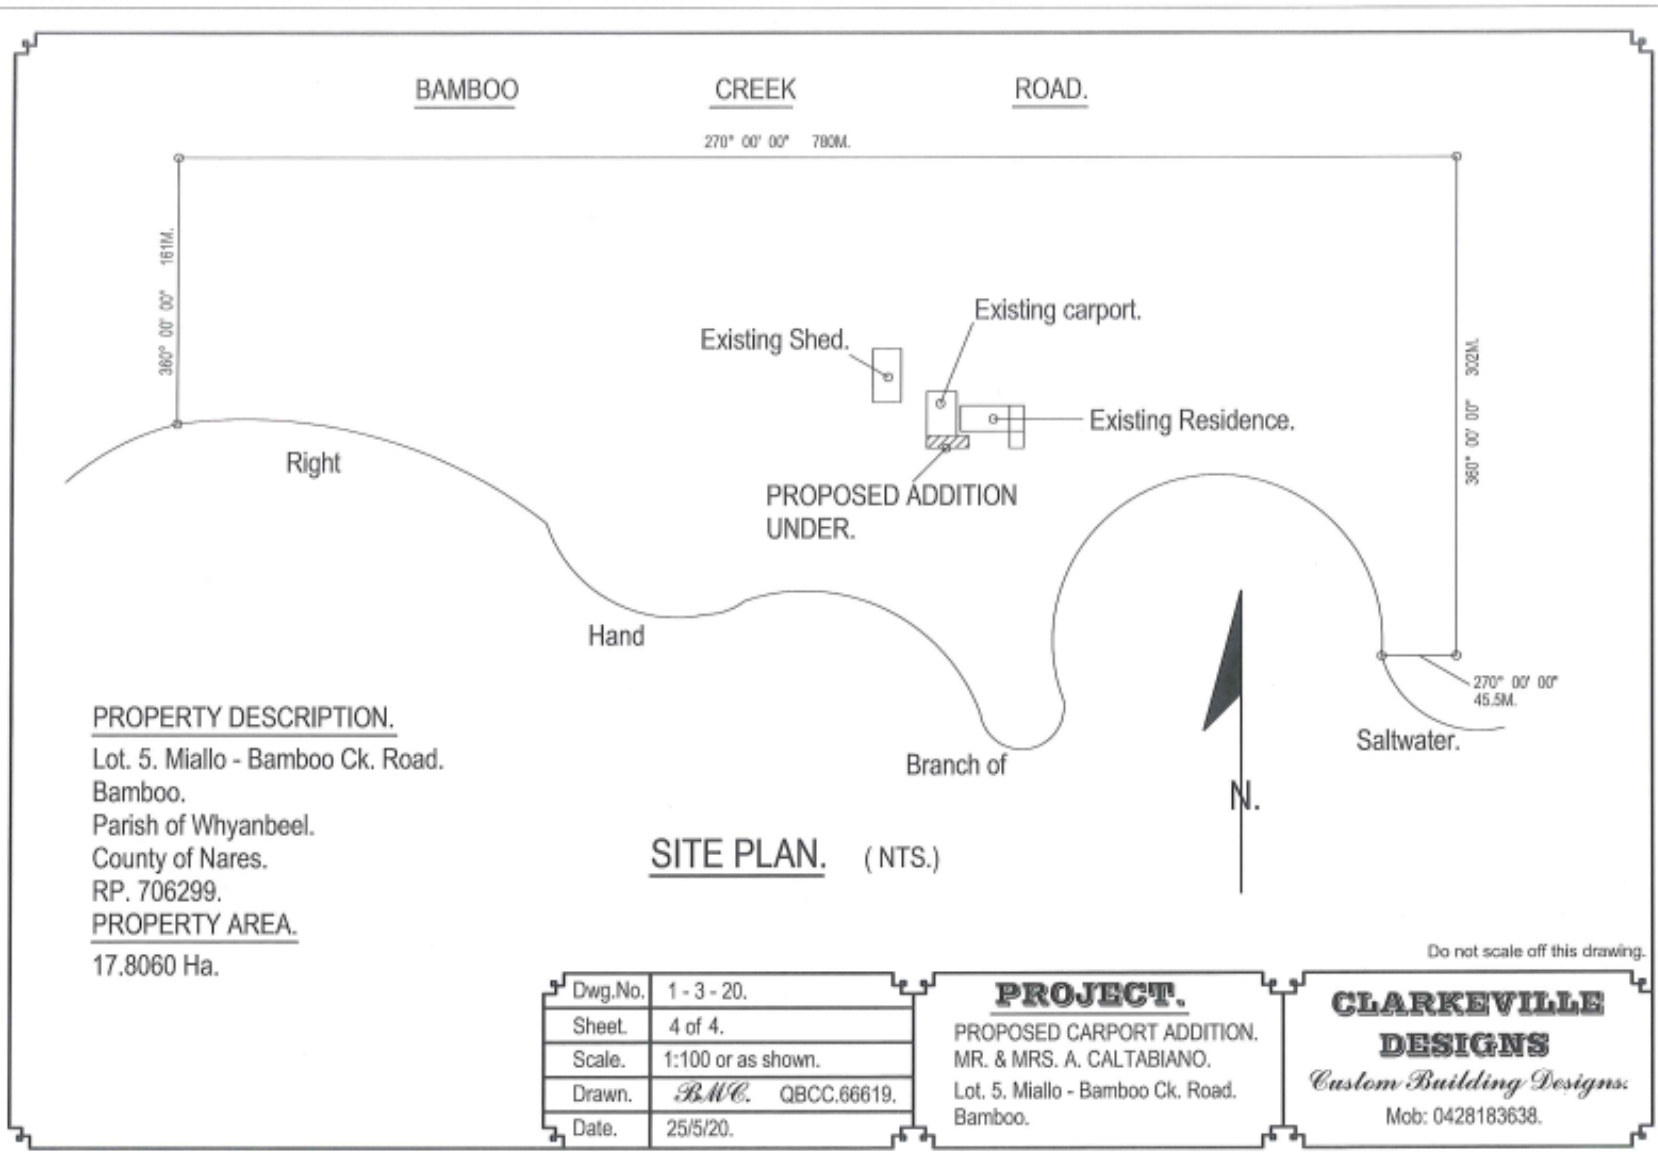 BAMBOO CREEK ROAD.
270° 00' 00" 780M.
360° 00' 00" 161M.
Existing Shed.
Existing carport.
Existing Residence.
PROPOSED ADDITION
UNDER.
360° 00' 00" 302M.
Right
Hand
Branch of
Saltwater.
270° 00' 00"
45.5M.
N.
PROPERTY DESCRIPTION.
Lot. 5. Miallo - Bamboo Ck. Road.
Bamboo.
Parish of Whyanbeel.
County of Nares.
RP. 706299.
PROPERTY AREA.
17.8060 Ha.
SITE PLAN. ( NTS.)
Do not scale off this drawing.
Dwg.No. 1 - 3 - 20.
Sheet. 4 of 4.
Scale. 1:100 or as shown.
Drawn. BMC. QBCC.66619.
Date. 25/5/20.
PROJECT.
PROPOSED CARPORT ADDITION.
MR. & MRS. A. CALTABIANO.
Lot. 5. Miallo - Bamboo Ck. Road.
Bamboo.
CLARKEVILLE
DESIGNS
Custom Building Designs.
Mob: 0428183638.